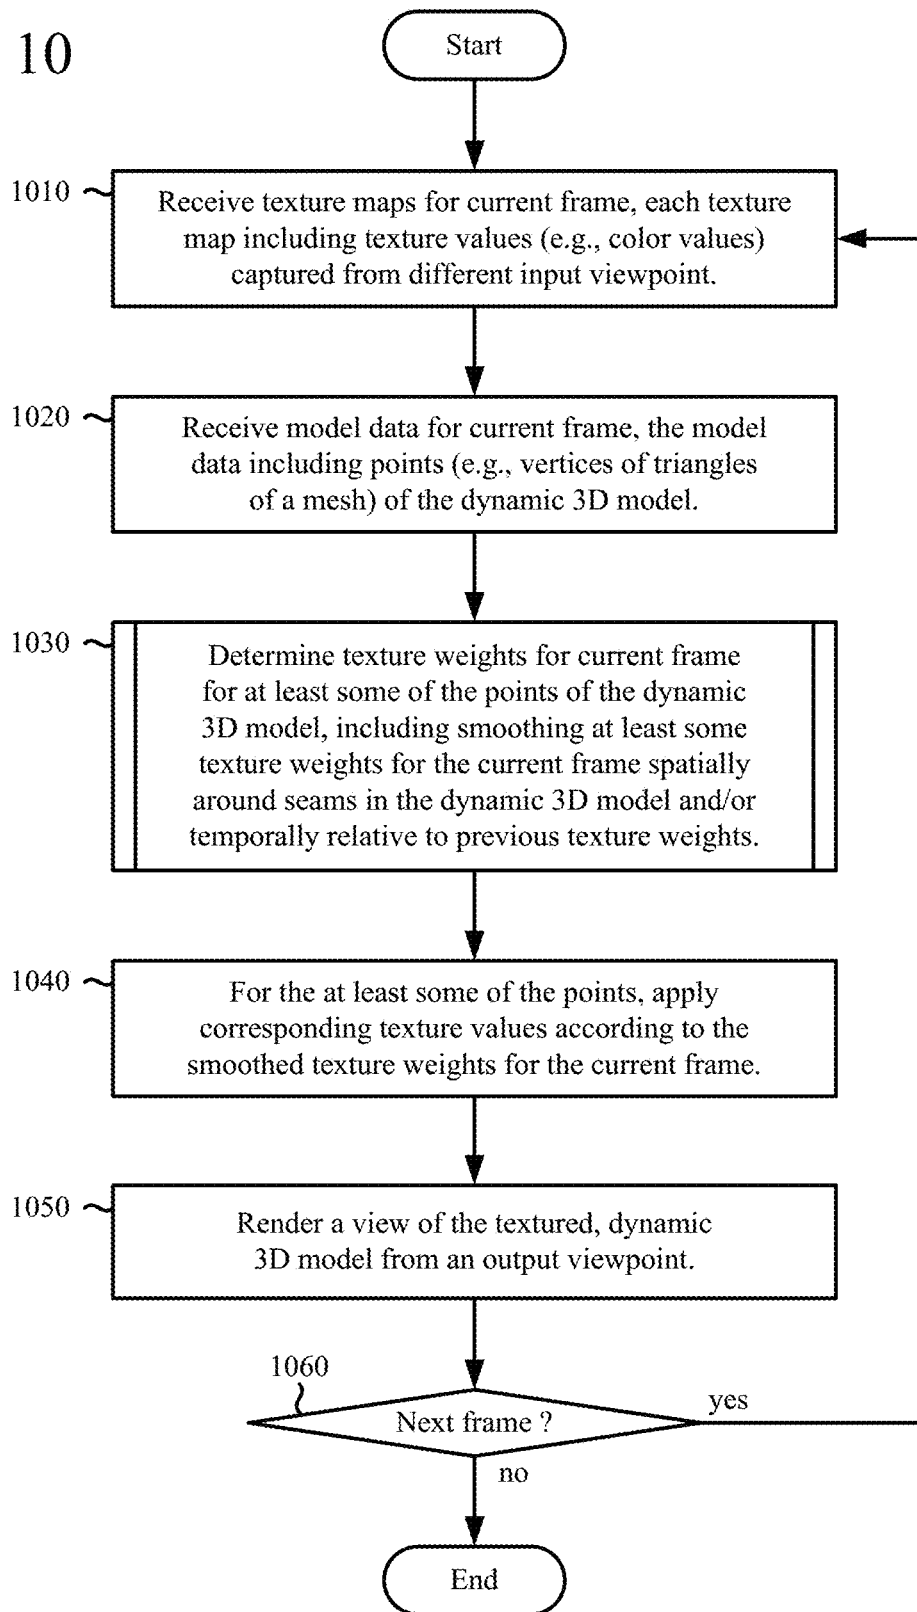 10
Start
1010
Receive texture maps for current frame, each texture
map including texture values (e.g., color values)
captured from different input viewpoint.
1020
Receive model data for current frame, the model
data including points (e.g., vertices of triangles
of a mesh) of the dynamic 3D model.
1030
Determine texture weights for current frame
for at least some of the points of the dynamic
3D model, including smoothing at least some
texture weights for the current frame spatially
around seams in the dynamic 3D model and/or
temporally relative to previous texture weights.
1040
For the at least some of the points, apply
corresponding texture values according to the
smoothed texture weights for the current frame.
1050
Render a view of the textured, dynamic
3D model from an output viewpoint.
1060
Next frame ?
yes
no
End